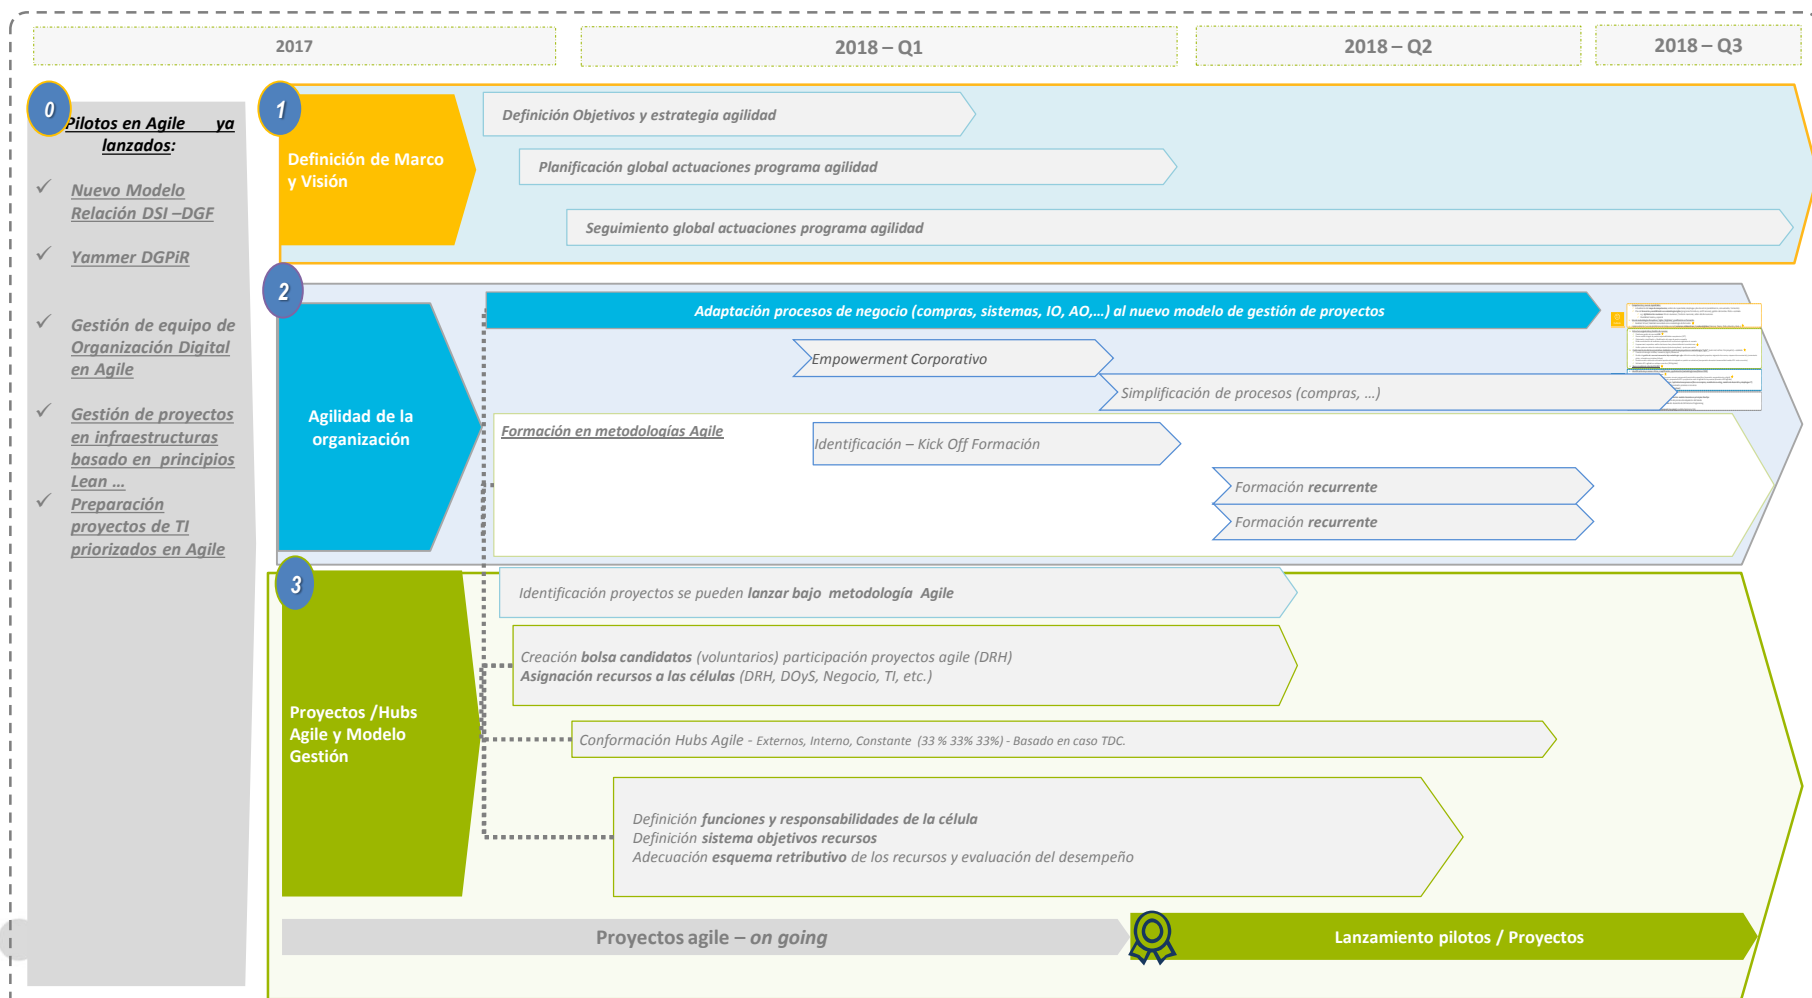 2017
2018 – Q1
2018 – Q2
2018 – Q3
0
Pilotos en Agile ya
lanzados:
Nuevo Modelo
Relación DSI –DGF
Yammer DGPiR
Gestión de equipo de
Organización Digital
en Agile
Gestión de proyectos
en infraestructuras
basado en principios
Lean ...
Preparación
proyectos de TI
priorizados en Agile
1
Definición de Marco
y Visión
Definición Objetivos y estrategia agilidad
Planificación global actuaciones programa agilidad
Seguimiento global actuaciones programa agilidad
2
Agilidad de la
organización
Adaptación procesos de negocio (compras, sistemas, IO, AO,...) al nuevo modelo de gestión de proyectos
Empowerment Corporativo
Simplificación de procesos (compras, ...)
Formación en metodologías Agile
Identificación – Kick Off Formación
Formación recurrente
Formación recurrente
3
Proyectos /Hubs
Agile y Modelo
Gestión
Identificación proyectos se pueden lanzar bajo metodología Agile
Creación bolsa candidatos (voluntarios) participación proyectos agile (DRH)
Asignación recursos a las células (DRH, DOyS, Negocio, TI, etc.)
Conformación Hubs Agile - Externos, Interno, Constante (33 % 33% 33%) - Basado en caso TDC.
Definición funciones y responsabilidades de la célula
Definición sistema objetivos recursos
Adecuación esquema retributivo de los recursos y evaluación del desempeño
Proyectos agile – on going
Lanzamiento pilotos / Proyectos